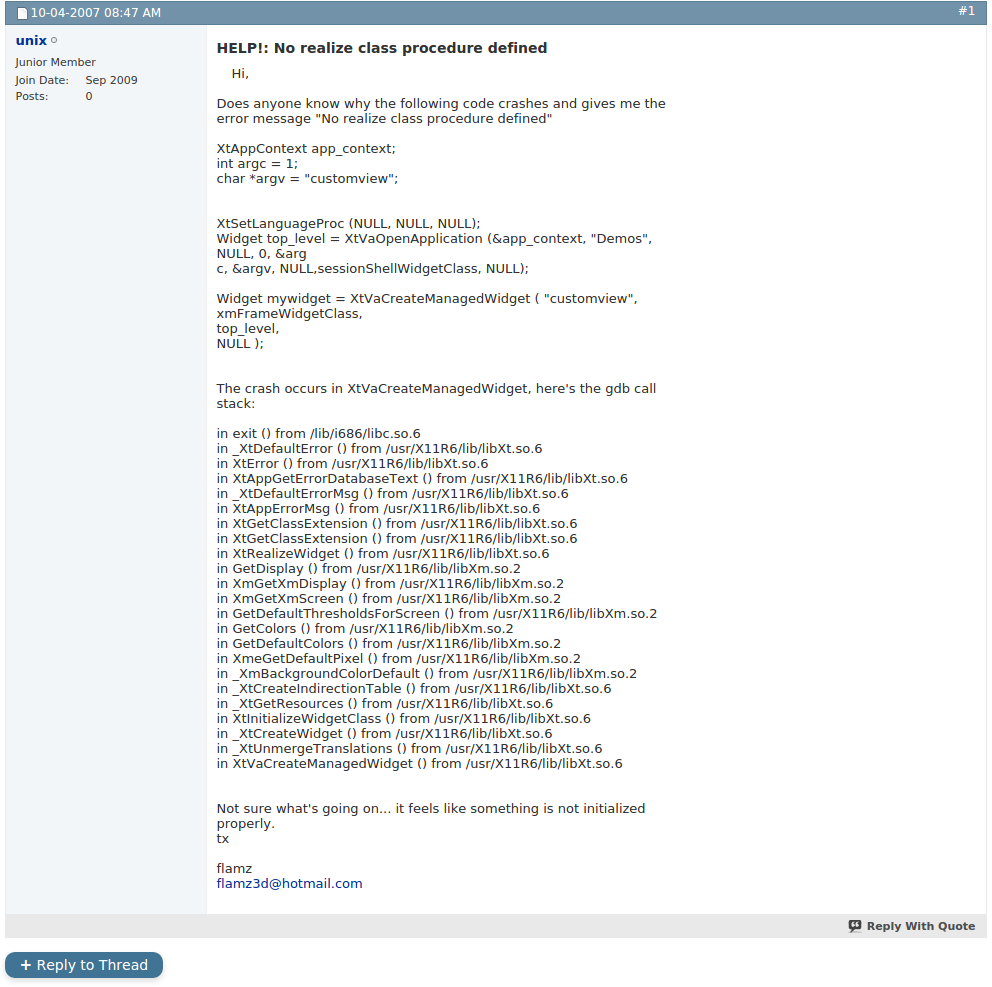 10-04-2007 08:47 AM
#1
unix
Junior Member
Join Date: Sep 2009
Posts: 0
HELP!: No realize class procedure defined
Hi,
Does anyone know why the following code crashes and gives me the
error message "No realize class procedure defined"
XtAppContext app_context;
int argc = 1;
char *argv = "customview";
XtSetLanguageProc (NULL, NULL, NULL);
Widget top_level = XtVaOpenApplication (&app_context, "Demos",
NULL, 0, &arg
c, &argv, NULL,sessionShellWidgetClass, NULL);
Widget mywidget = XtVaCreateManagedWidget ( "customview",
xmFrameWidgetClass,
top_level,
NULL );
The crash occurs in XtVaCreateManagedWidget, here's the gdb call
stack:
in exit () from /lib/i686/libc.so.6
in _XtDefaultError () from /usr/X11R6/lib/libXt.so.6
in XtError () from /usr/X11R6/lib/libXt.so.6
in XtAppGetErrorDatabaseText () from /usr/X11R6/lib/libXt.so.6
in _XtDefaultErrorMsg () from /usr/X11R6/lib/libXt.so.6
in XtAppErrorMsg () from /usr/X11R6/lib/libXt.so.6
in XtGetClassExtension () from /usr/X11R6/lib/libXt.so.6
in XtGetClassExtension () from /usr/X11R6/lib/libXt.so.6
in XtRealizeWidget () from /usr/X11R6/lib/libXt.so.6
in GetDisplay () from /usr/X11R6/lib/libXm.so.2
in XmGetXmDisplay () from /usr/X11R6/lib/libXm.so.2
in XmGetXmScreen () from /usr/X11R6/lib/libXm.so.2
in GetDefaultThresholdsForScreen () from /usr/X11R6/lib/libXm.so.2
in GetColors () from /usr/X11R6/lib/libXm.so.2
in GetDefaultColors () from /usr/X11R6/lib/libXm.so.2
in XmeGetDefaultPixel () from /usr/X11R6/lib/libXm.so.2
in _XmBackgroundColorDefault () from /usr/X11R6/lib/libXm.so.2
in _XtCreateIndirectionTable () from /usr/X11R6/lib/libXt.so.6
in _XtGetResources () from /usr/X11R6/lib/libXt.so.6
in XtInitializeWidgetClass () from /usr/X11R6/lib/libXt.so.6
in _XtCreateWidget () from /usr/X11R6/lib/libXt.so.6
in _XtUnmergeTranslations () from /usr/X11R6/lib/libXt.so.6
in XtVaCreateManagedWidget () from /usr/X11R6/lib/libXt.so.6
Not sure what's going on... it feels like something is not initialized
properly.
tx
flamz
flamz3d@hotmail.com
Reply With Quote
+ Reply to Thread